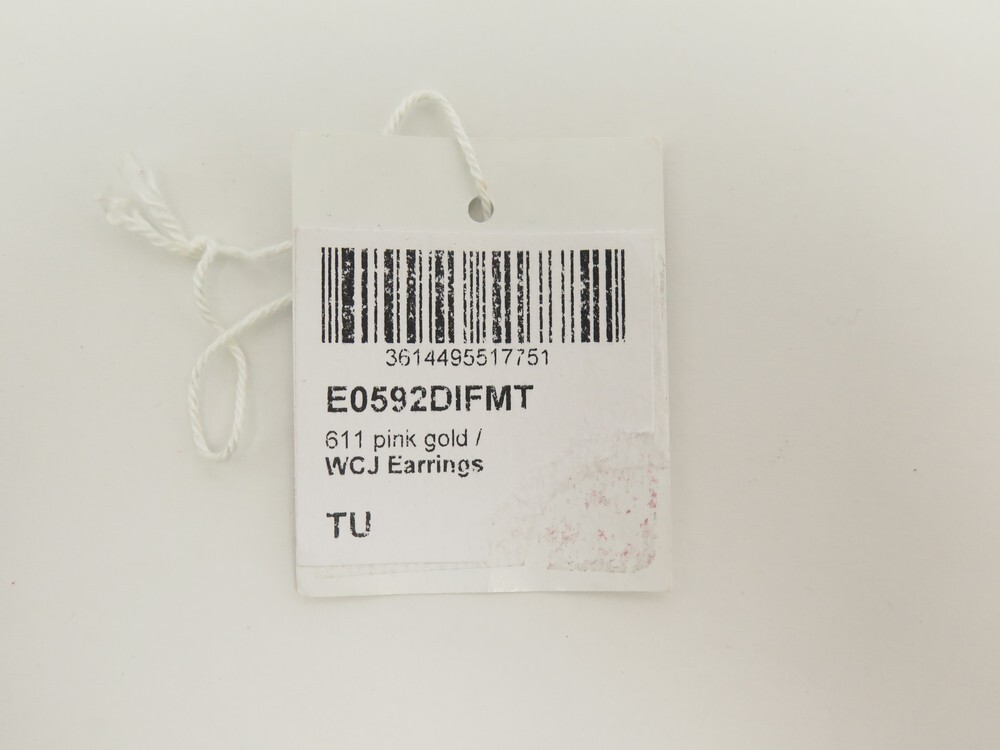 3614495517751
E0592DIFMT
611 pink gold /
WCJ Earrings
TU